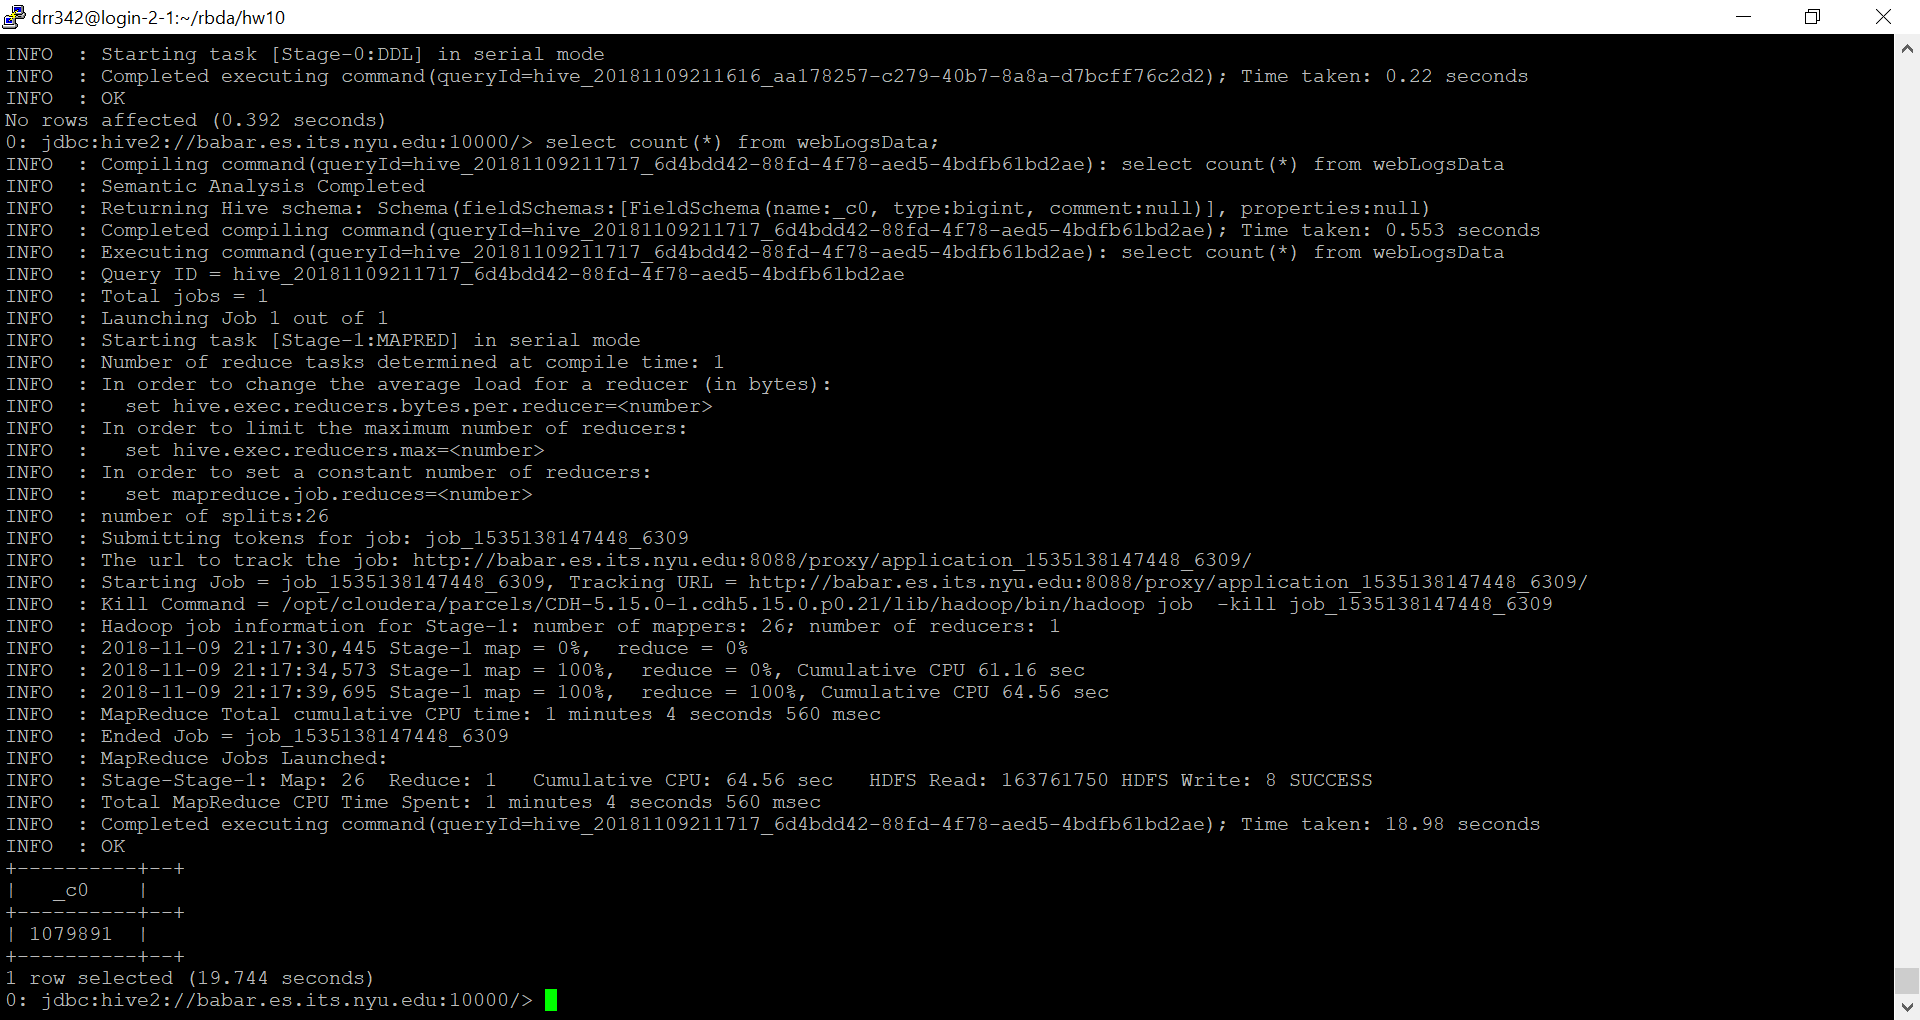 drr342@login-2-1:~/rbda/hw10
INFO  : Starting task [Stage-0:DDL] in serial mode
INFO  : Completed executing command(queryId=hive_20181109211616_aa178257-c279-40b7-8a8a-d7bcff76c2d2); Time taken: 0.22 seconds
INFO  : OK
No rows affected (0.392 seconds)
0: jdbc:hive2://babar.es.its.nyu.edu:10000/> select count(*) from webLogsData;
INFO  : Compiling command(queryId=hive_20181109211717_6d4bdd42-88fd-4f78-aed5-4bdfb61bd2ae): select count(*) from webLogsData
INFO  : Semantic Analysis Completed
INFO  : Returning Hive schema: Schema(fieldSchemas:[FieldSchema(name:_c0, type:bigint, comment:null)], properties:null)
INFO  : Completed compiling command(queryId=hive_20181109211717_6d4bdd42-88fd-4f78-aed5-4bdfb61bd2ae); Time taken: 0.553 seconds
INFO  : Executing command(queryId=hive_20181109211717_6d4bdd42-88fd-4f78-aed5-4bdfb61bd2ae): select count(*) from webLogsData
INFO  : Query ID = hive_20181109211717_6d4bdd42-88fd-4f78-aed5-4bdfb61bd2ae
INFO  : Total jobs = 1
INFO  : Launching Job 1 out of 1
INFO  : Starting task [Stage-1:MAPRED] in serial mode
INFO  : Number of reduce tasks determined at compile time: 1
INFO  : In order to change the average load for a reducer (in bytes):
INFO  :   set hive.exec.reducers.bytes.per.reducer=<number>
INFO  : In order to limit the maximum number of reducers:
INFO  :   set hive.exec.reducers.max=<number>
INFO  : In order to set a constant number of reducers:
INFO  :   set mapreduce.job.reduces=<number>
INFO  : number of splits:26
INFO  : Submitting tokens for job: job_1535138147448_6309
INFO  : The url to track the job: http://babar.es.its.nyu.edu:8088/proxy/application_1535138147448_6309/
INFO  : Starting Job = job_1535138147448_6309, Tracking URL = http://babar.es.its.nyu.edu:8088/proxy/application_1535138147448_6309/
INFO  : Kill Command = /opt/cloudera/parcels/CDH-5.15.0-1.cdh5.15.0.p0.21/lib/hadoop/bin/hadoop job  -kill job_1535138147448_6309
INFO  : Hadoop job information for Stage-1: number of mappers: 26; number of reducers: 1
INFO  : 2018-11-09 21:17:30,445 Stage-1 map = 0%,  reduce = 0%
INFO  : 2018-11-09 21:17:34,573 Stage-1 map = 100%,  reduce = 0%, Cumulative CPU 61.16 sec
INFO  : 2018-11-09 21:17:39,695 Stage-1 map = 100%,  reduce = 100%, Cumulative CPU 64.56 sec
INFO  : MapReduce Total cumulative CPU time: 1 minutes 4 seconds 560 msec
INFO  : Ended Job = job_1535138147448_6309
INFO  : MapReduce Jobs Launched:
INFO  : Stage-Stage-1: Map: 26  Reduce: 1   Cumulative CPU: 64.56 sec   HDFS Read: 163761750 HDFS Write: 8 SUCCESS
INFO  : Total MapReduce CPU Time Spent: 1 minutes 4 seconds 560 msec
INFO  : Completed executing command(queryId=hive_20181109211717_6d4bdd42-88fd-4f78-aed5-4bdfb61bd2ae); Time taken: 18.98 seconds
INFO  : OK
+----------+--+
|   _c0    |
+----------+--+
| 1079891  |
+----------+--+
1 row selected (19.744 seconds)
0: jdbc:hive2://babar.es.its.nyu.edu:10000/>